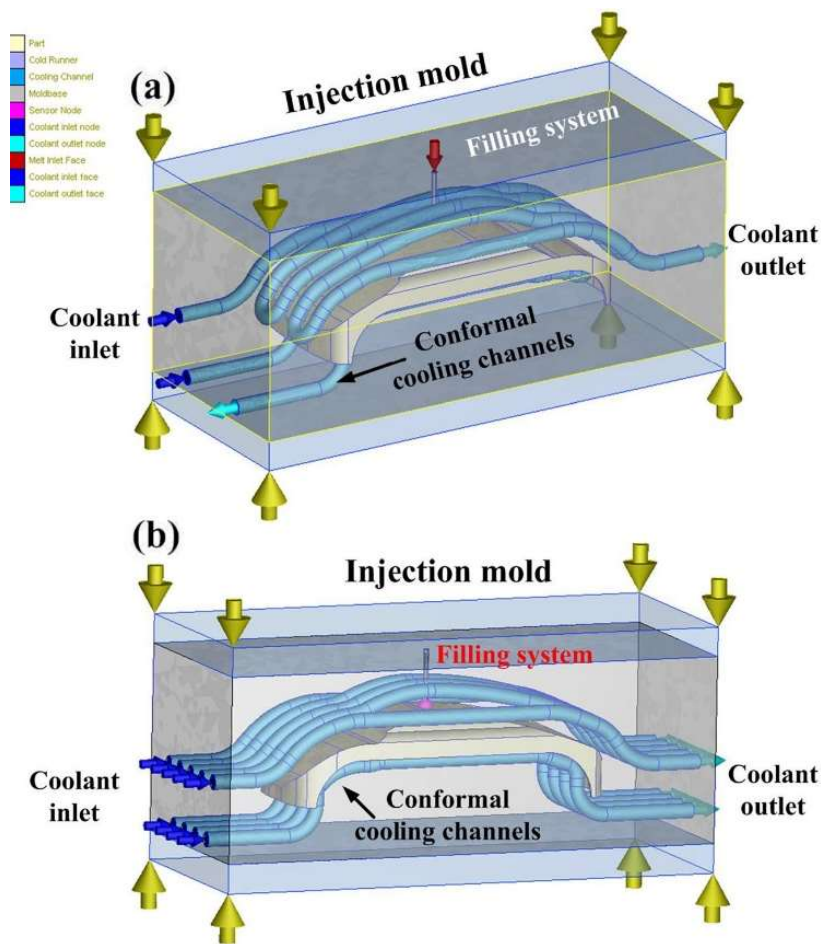 Part
Cold Runner
Cooling Channel
Moldbase
Sensor Node
Coolant inlet node
Coolant outlet node
Melt Inlet Face
Coolant inlet face
Coolant outlet face
(a)
Injection mold
Filling system
Coolant
outlet
Coolant
inlet
Conformal
cooling channels
(b)
Injection mold
Filling system
Coolant
inlet
Coolant
outlet
Conformal
cooling channels